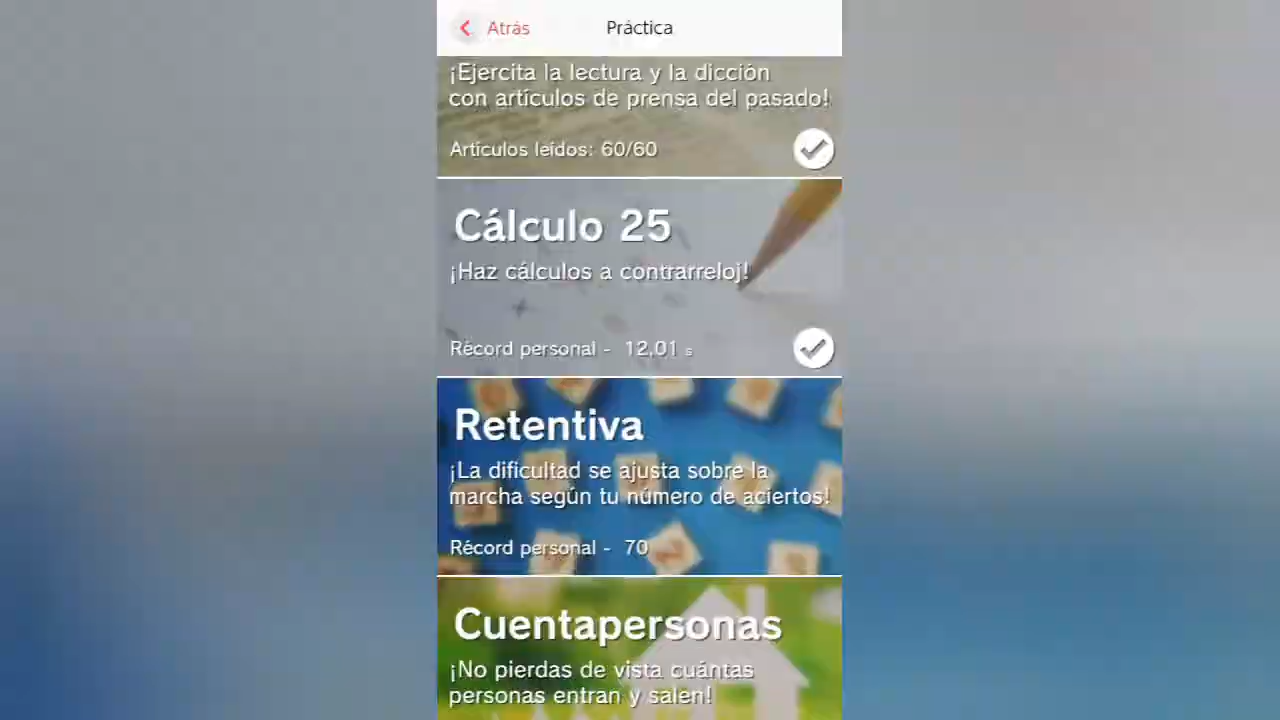 Atrás
Práctica
¡Ejercita la lectura y la dicción
con artículos de prensa del pasado!
Artículos leídos: 60/60
Cálculo 25
¡Haz cálculos a contrarreloj!
Récord personal - 12,01 s
Retentiva
¡La dificultad se ajusta sobre la
marcha según tu número de aciertos!
Récord personal - 70
Cuentapersonas
¡No pierdas de vista cuántas
personas entran y salen!